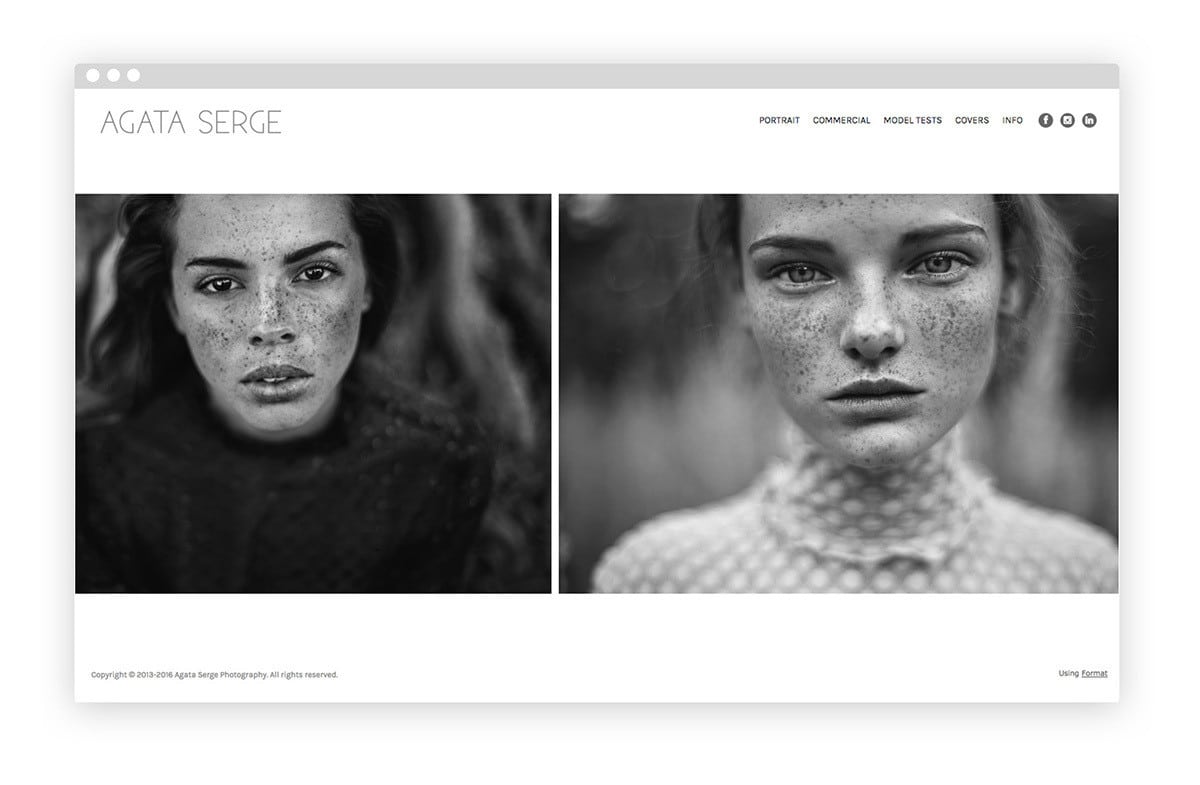 AGATA SERGE
PORTRAIT COMMERCIAL MODEL TESTS COVERS INFO
Copyright © 2013-2016 Agata Serge Photography. All rights reserved.
Using Format